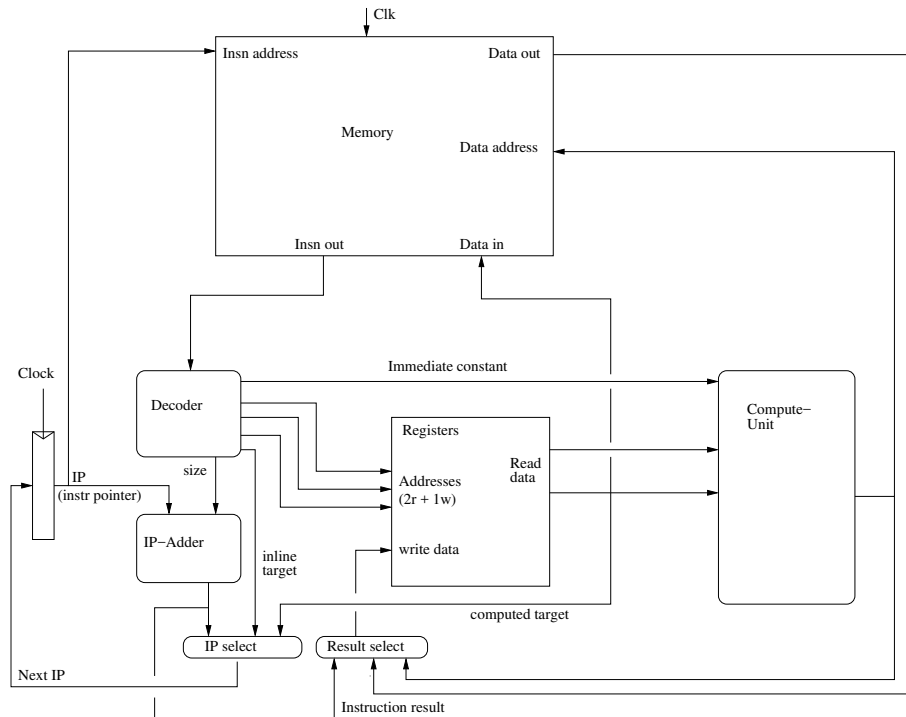 Clk
Insn address
Data out
Memory
Data address
Insn out
Data in
Clock
Immediate constant
Decoder
Compute−
Unit
Registers
size
IP
(instr pointer)
Addresses
(2r + 1w)
Read
data
IP−Adder
inline
target
write data
computed target
IP select
Result select
Next IP
Instruction result